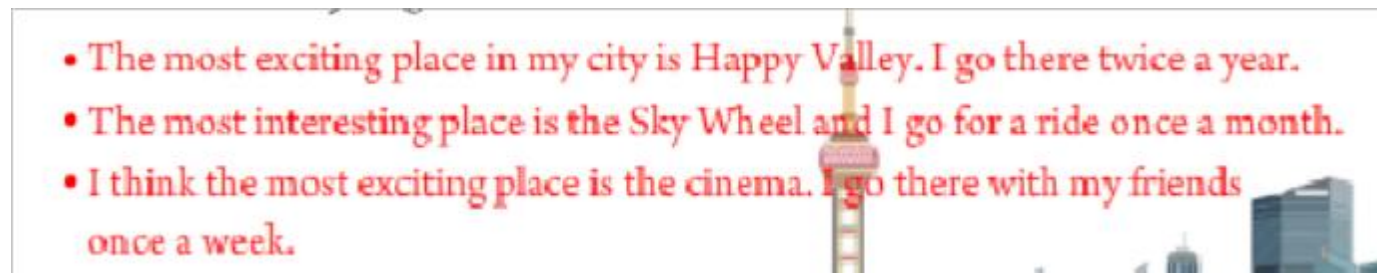 • The most exciting place in my city is Happy Valley. I go there twice a year.
• The most interesting place is the Sky Wheel and I go for a ride once a month.
• I think the most exciting place is the cinema. I go there with my friends
once a week.